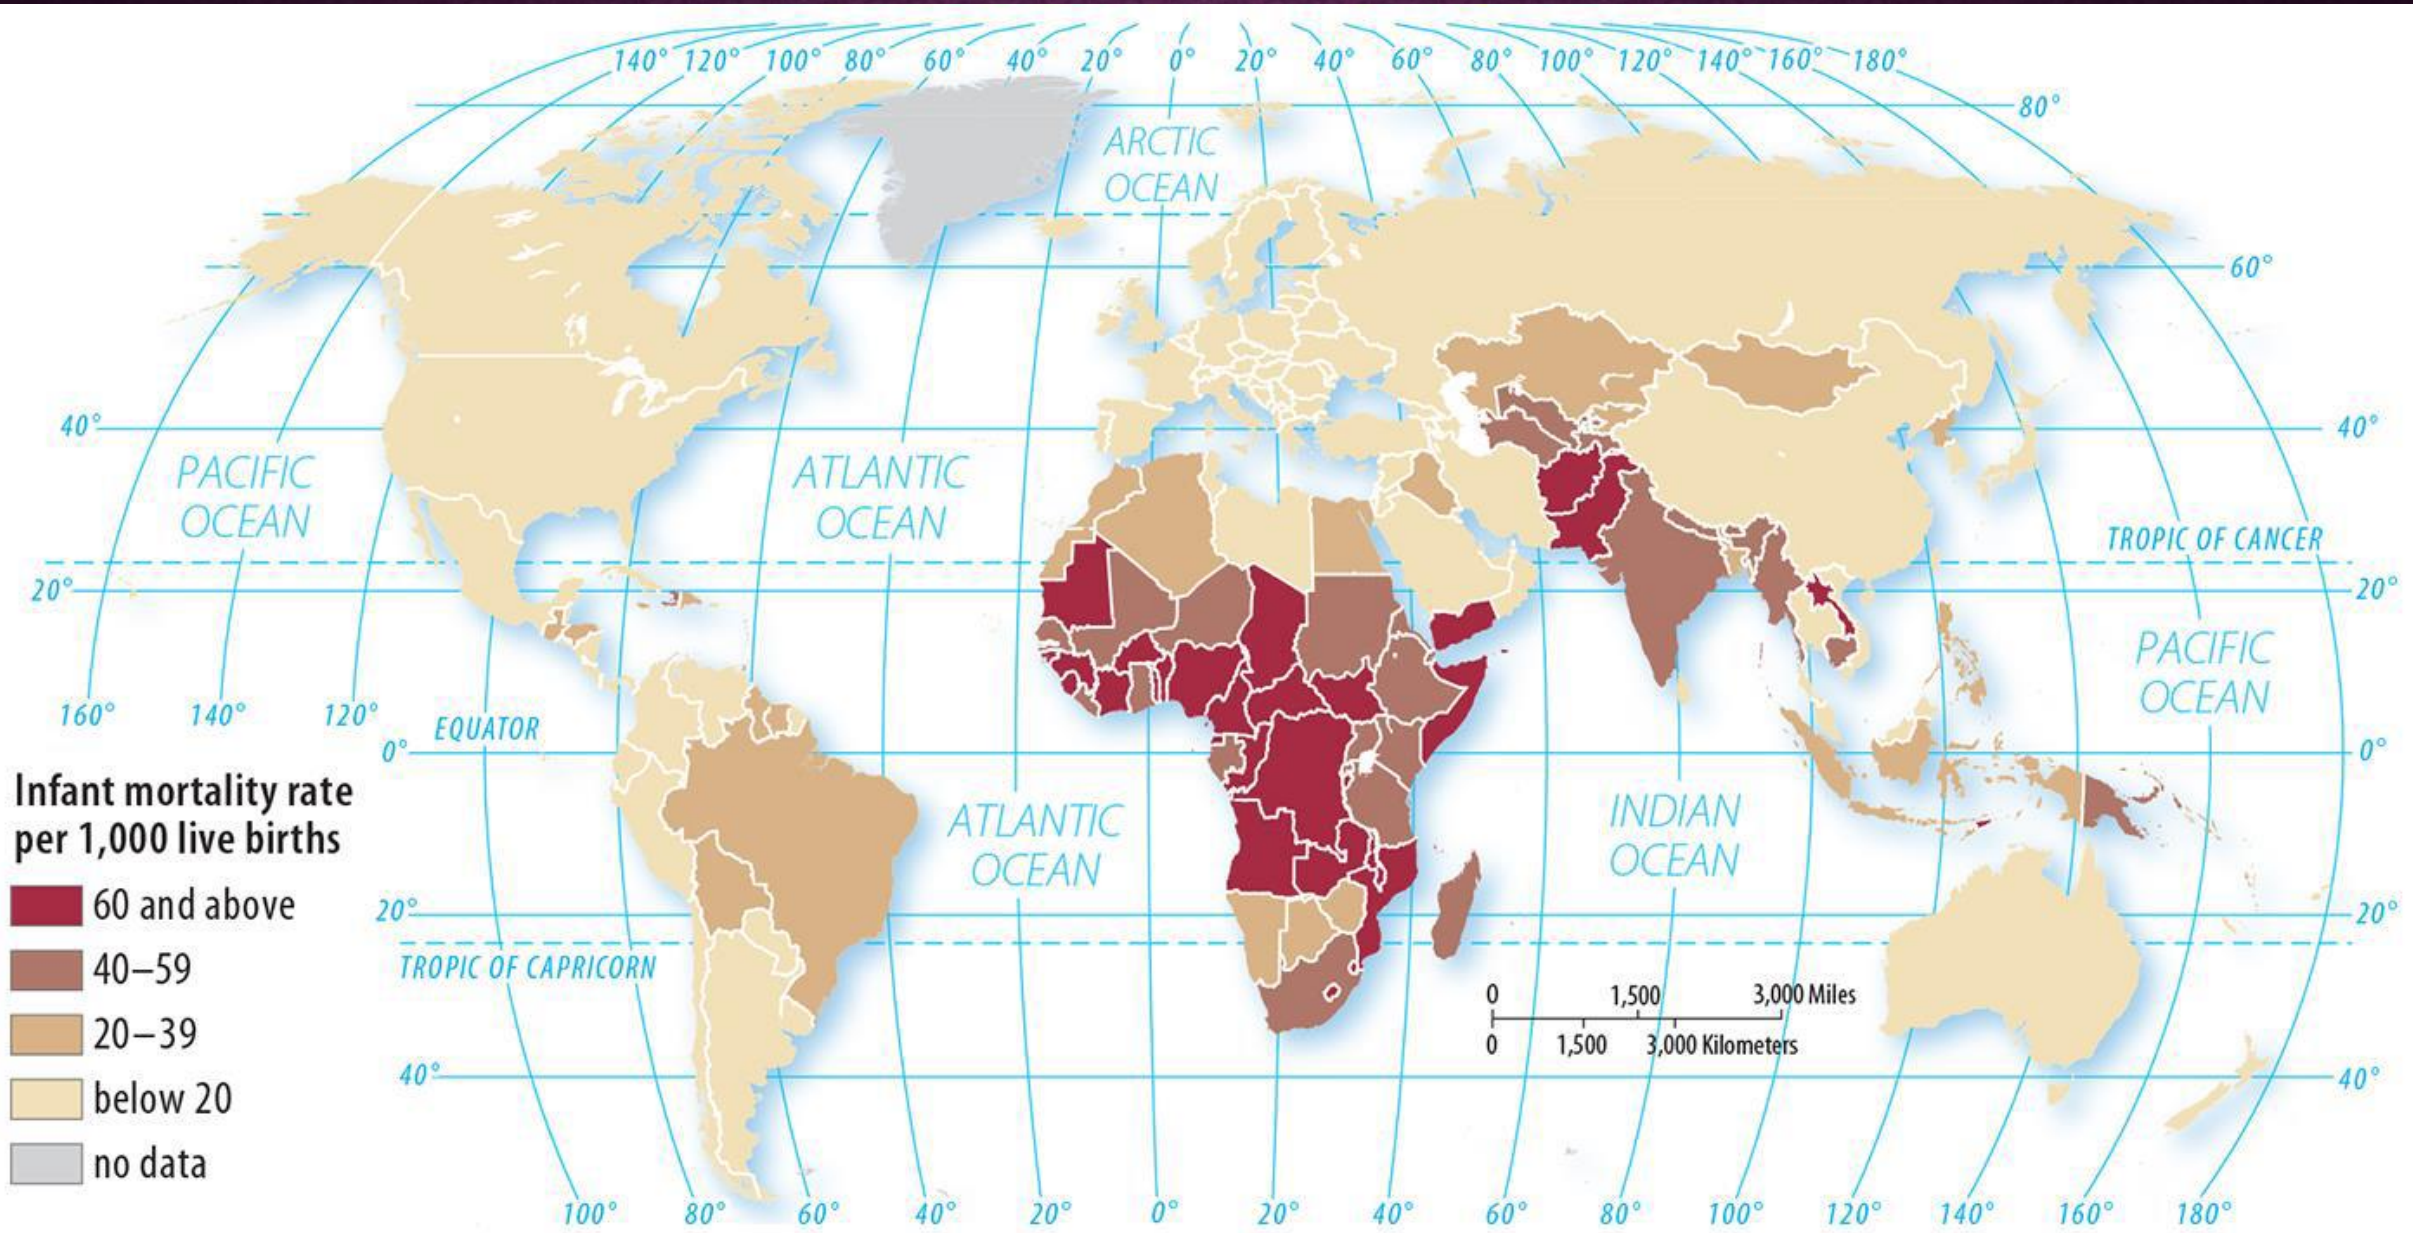 140° 120° 100° 80° 60° 40° 20° 0° 20° 40° 60° 80° 100° 120° 140° 160° 180°
80°
ARCTIC
OCEAN
60°
40°
40°
PACIFIC
OCEAN
ATLANTIC
OCEAN
TROPIC OF CANCER
20°
20°
PACIFIC
OCEAN
160° 140° 120°
EQUATOR
0°
0°
ATLANTIC
OCEAN
INDIAN
OCEAN
20°
20°
TROPIC OF CAPRICORN
0 1,500 3,000 Miles
0 1,500 3,000 Kilometers
40°
40°
100° 80° 60° 40° 20° 0° 20° 40° 60° 80° 100° 120° 140° 160° 180°
Infant mortality rate
per 1,000 live births
60 and above
40–59
20–39
below 20
no data